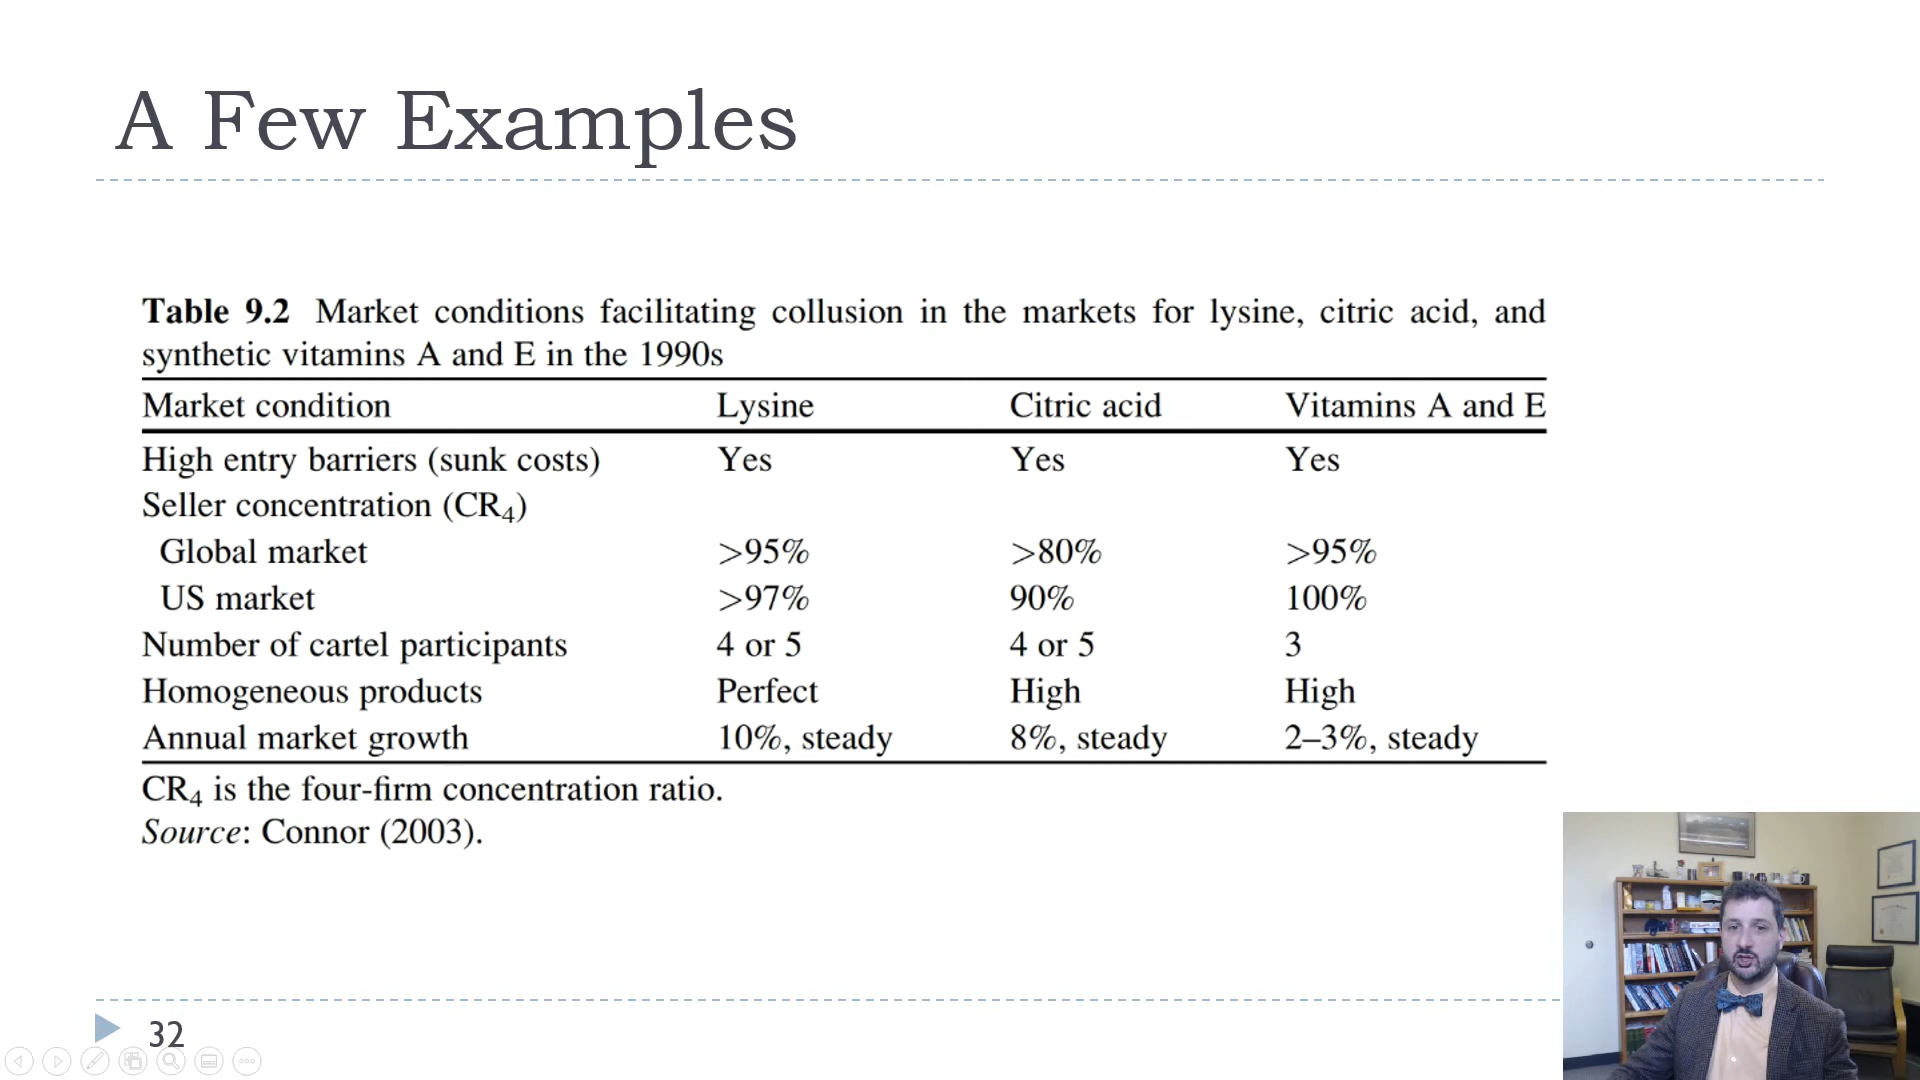 A Few Examples
Table 9.2 Market conditions facilitating collusion in the markets for lysine, citric acid, and
synthetic vitamins A and E in the 1990s
Market condition Lysine Citric acid Vitamins A and E
High entry barriers (sunk costs) Yes Yes Yes
Seller concentration (CR₄)
Global market >95% >80% >95%
US market >97% 90% 100%
Number of cartel participants 4 or 5 4 or 5 3
Homogeneous products Perfect High High
Annual market growth 10%, steady 8%, steady 2–3%, steady
CR₄ is the four-firm concentration ratio.
Source: Connor (2003).
32